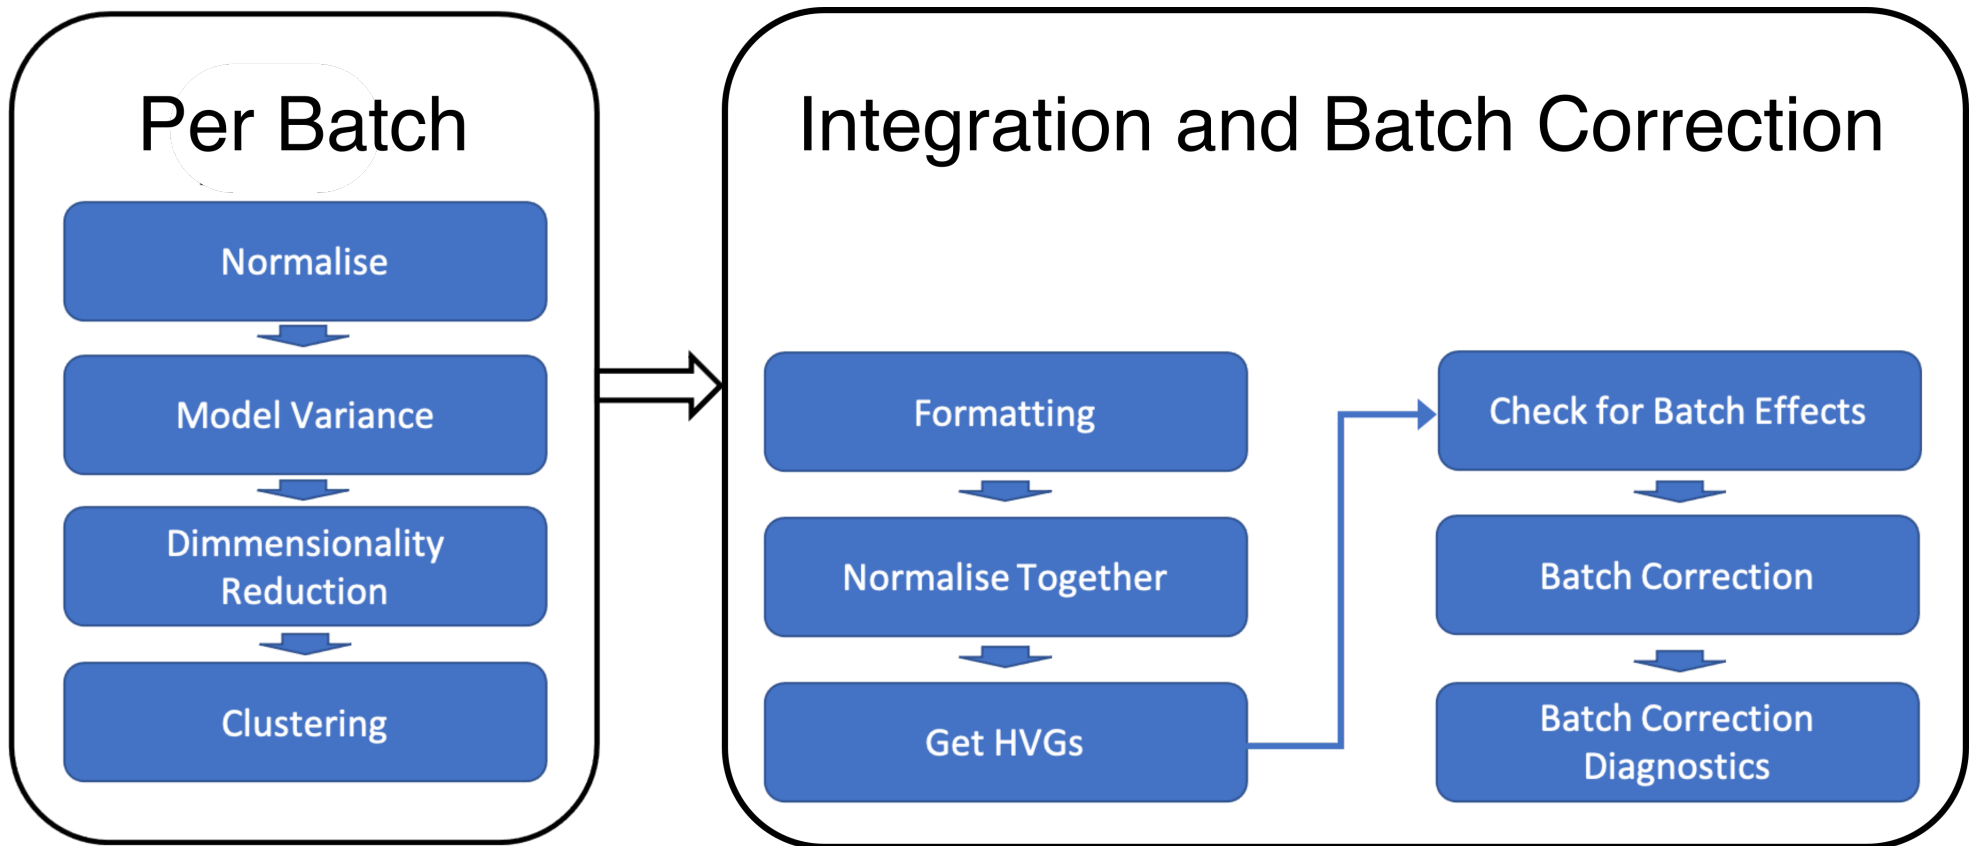 Per Batch
Normalise
Model Variance
Dimmensionality
Reduction
Clustering
Integration and Batch Correction
Formatting
Normalise Together
Get HVGs
Check for Batch Effects
Batch Correction
Batch Correction
Diagnostics